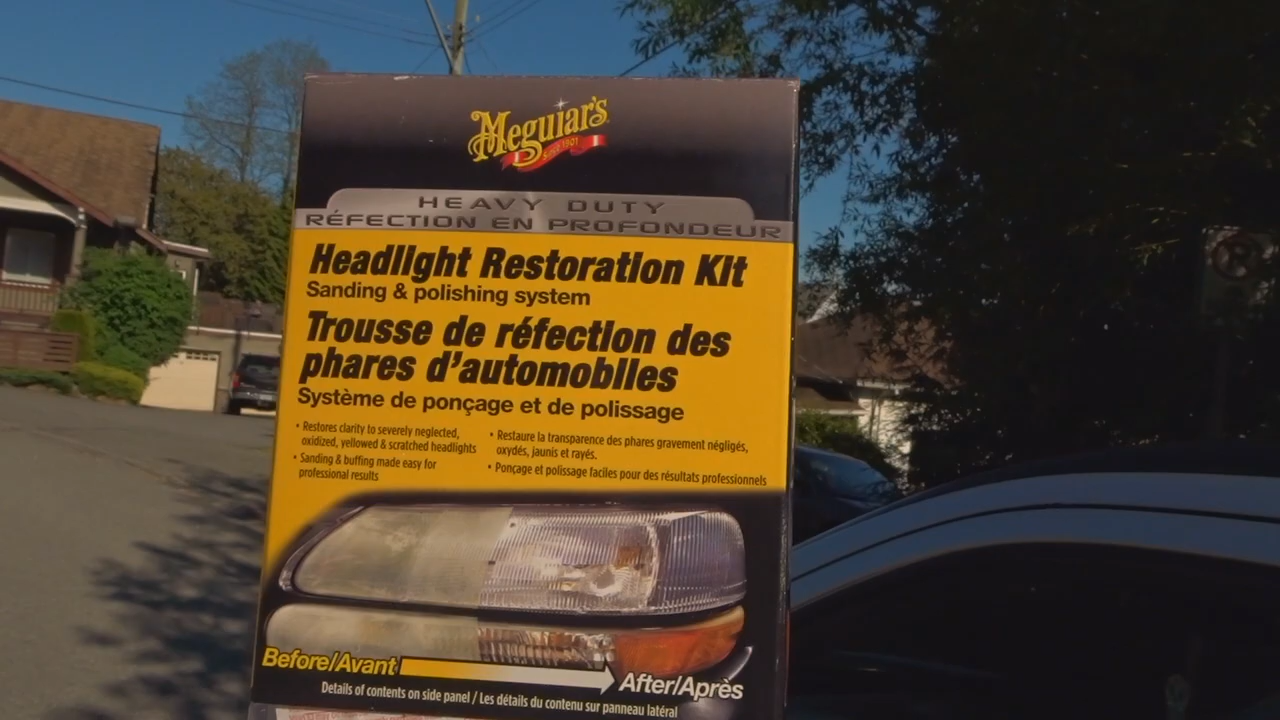 Meguiar's
Since 1901
HEAVY DUTY
RÉFECTION EN PROFONDEUR
Headlight Restoration Kit
Sanding & polishing system
Trousse de réfection des
phares d'automobiles
Système de ponçage et de polissage
• Restores clarity to severely neglected,
oxidized, yellowed & scratched headlights
• Sanding & buffing made easy for
professional results
• Restaure la transparence des phares gravement négligés,
oxydés, jaunis et rayés.
• Ponçage et polissage faciles pour des résultats professionnels
Before/Avant
After/Après
Details of contents on side panel / Les détails du contenu sur panneau latéral